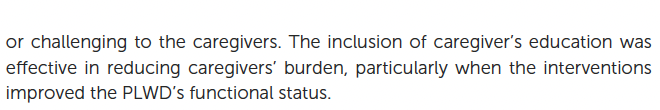 or challenging to the caregivers. The inclusion of caregiver’s education was
effective in reducing caregivers’ burden, particularly when the interventions
improved the PLWD’s functional status.